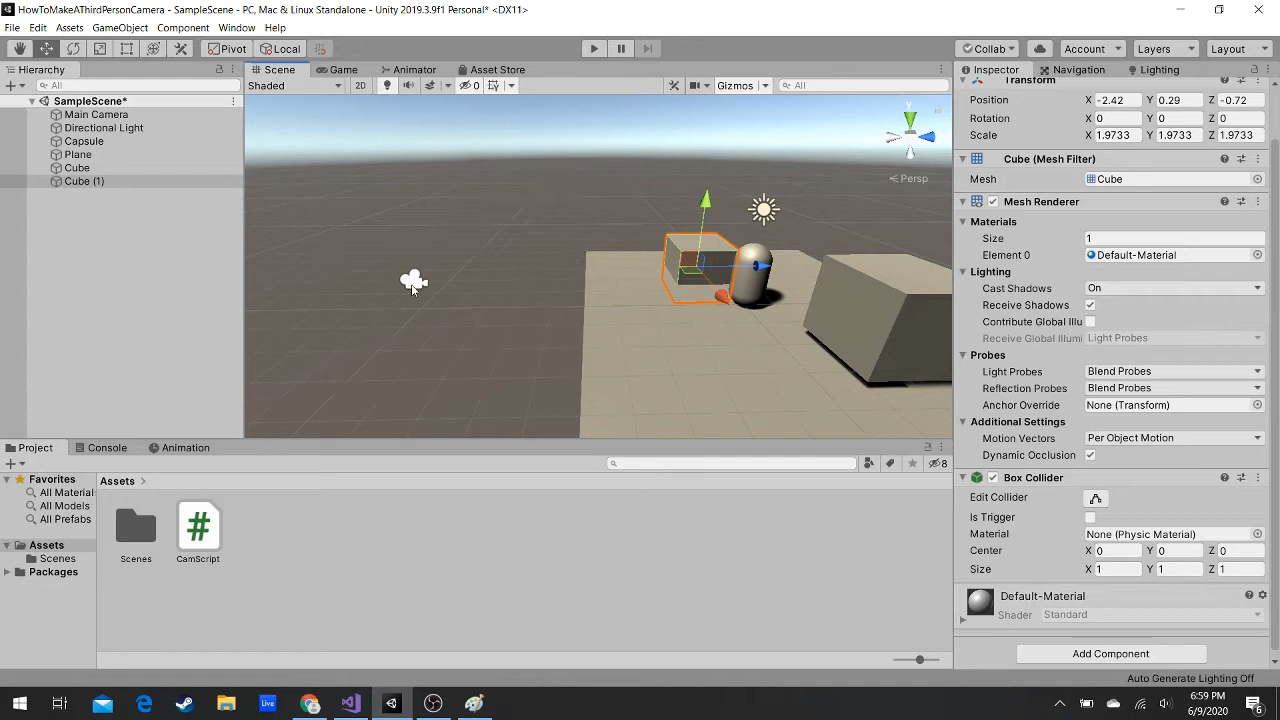 HowToMakeAThirdPersonCamera - SampleScene - PC, Mac & Linux Standalone - Unity 2019.3.9f1 Personal* <DX11>
File Edit Assets GameObject Component Window Help
Pivot Local Collab Account Layers Layout
Hierarchy Scene Game Animator Asset Store Inspector Navigation Lighting
All Shaded 2D 0 Gizmos All
Transform
SampleScene*
Position X -2.42 Y 0.29 Z -0.72
Main Camera
Rotation X 0 Y 0 Z 0
Directional Light
Scale X 1.9733 Y 1.9733 Z 1.9733
Capsule
Plane
Cube
Cube (1)
y
Persp
Cube (Mesh Filter)
Mesh Cube
Mesh Renderer
Materials
Size 1
Element 0 Default-Material
Lighting
Cast Shadows On
Receive Shadows
Contribute Global Illu
Receive Global Illumi Light Probes
Probes
Light Probes Blend Probes
Reflection Probes Blend Probes
Anchor Override None (Transform)
Additional Settings
Motion Vectors Per Object Motion
Dynamic Occlusion
Box Collider
Edit Collider
Is Trigger
Material None (Physic Material)
Center X 0 Y 0 Z 0
Size X 1 Y 1 Z 1
Default-Material
Shader Standard
Add Component
Project Console Animation
8
Favorites
All Material
All Models
All Prefabs
Assets
Scenes
Packages
Assets
#
Scenes CamScript
Auto Generate Lighting Off
Live
6:59 PM
6/9/2020
6